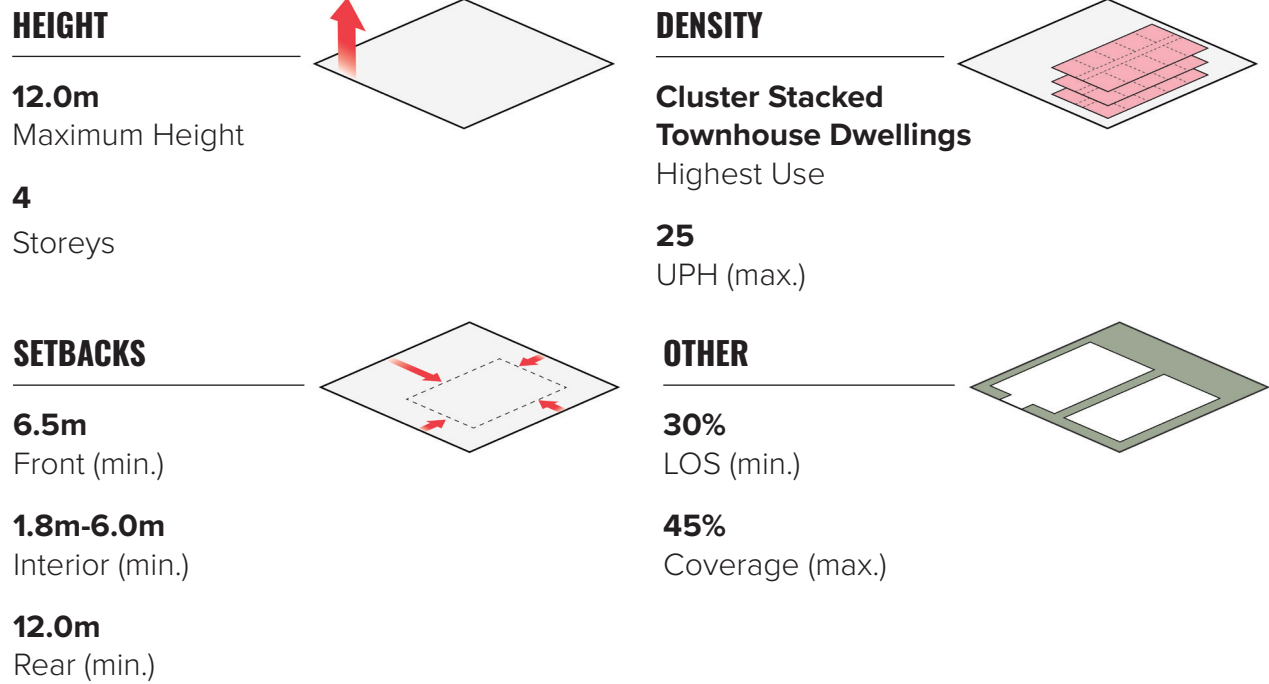 HEIGHT
12.0m
Maximum Height
4
Storeys
DENSITY
Cluster Stacked
Townhouse Dwellings
Highest Use
25
UPH (max.)
SETBACKS
6.5m
Front (min.)
1.8m-6.0m
Interior (min.)
12.0m
Rear (min.)
OTHER
30%
LOS (min.)
45%
Coverage (max.)